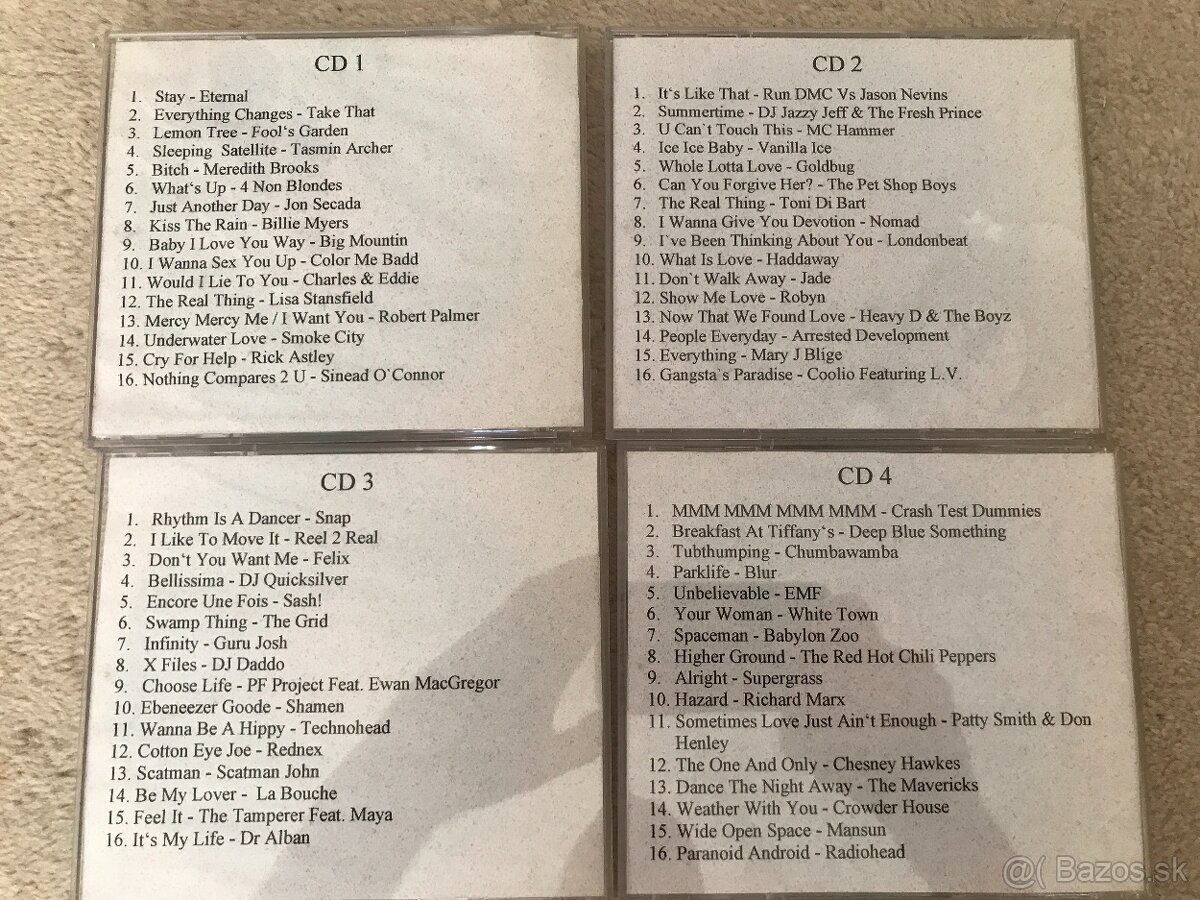 CD 1
1. Stay - Eternal
2. Everything Changes - Take That
3. Lemon Tree - Fool‘s Garden
4. Sleeping Satellite - Tasmin Archer
5. Bitch - Meredith Brooks
6. What‘s Up - 4 Non Blondes
7. Just Another Day - Jon Secada
8. Kiss The Rain - Billie Myers
9. Baby I Love You Way - Big Mountin
10. I Wanna Sex You Up - Color Me Badd
11. Would I Lie To You - Charles & Eddie
12. The Real Thing - Lisa Stansfield
13. Mercy Mercy Me / I Want You - Robert Palmer
14. Underwater Love - Smoke City
15. Cry For Help - Rick Astley
16. Nothing Compares 2 U - Sinead O`Connor
CD 2
1. It‘s Like That - Run DMC Vs Jason Nevins
2. Summertime - DJ Jazzy Jeff & The Fresh Prince
3. U Can`t Touch This - MC Hammer
4. Ice Ice Baby - Vanilla Ice
5. Whole Lotta Love - Goldbug
6. Can You Forgive Her? - The Pet Shop Boys
7. The Real Thing - Toni Di Bart
8. I Wanna Give You Devotion - Nomad
9. I`ve Been Thinking About You - Londonbeat
10. What Is Love - Haddaway
11. Don`t Walk Away - Jade
12. Show Me Love - Robyn
13. Now That We Found Love - Heavy D & The Boyz
14. People Everyday - Arrested Development
15. Everything - Mary J Blige
16. Gangsta`s Paradise - Coolio Featuring L.V.
CD 3
1. Rhythm Is A Dancer - Snap
2. I Like To Move It - Reel 2 Real
3. Don‘t You Want Me - Felix
4. Bellissima - DJ Quicksilver
5. Encore Une Fois - Sash!
6. Swamp Thing - The Grid
7. Infinity - Guru Josh
8. X Files - DJ Daddo
9. Choose Life - PF Project Feat. Ewan MacGregor
10. Ebeneezer Goode - Shamen
11. Wanna Be A Hippy - Technohead
12. Cotton Eye Joe - Rednex
13. Scatman - Scatman John
14. Be My Lover - La Bouche
15. Feel It - The Tamperer Feat. Maya
16. It‘s My Life - Dr Alban
CD 4
1. MMM MMM MMM MMM - Crash Test Dummies
2. Breakfast At Tiffany‘s - Deep Blue Something
3. Tubthumping - Chumbawamba
4. Parklife - Blur
5. Unbelievable - EMF
6. Your Woman - White Town
7. Spaceman - Babylon Zoo
8. Higher Ground - The Red Hot Chili Peppers
9. Alright - Supergrass
10. Hazard - Richard Marx
11. Sometimes Love Just Ain‘t Enough - Patty Smith & Don
Henley
12. The One And Only - Chesney Hawkes
13. Dance The Night Away - The Mavericks
14. Weather With You - Crowder House
15. Wide Open Space - Mansun
16. Paranoid Android - Radiohead
@( Bazos.sk